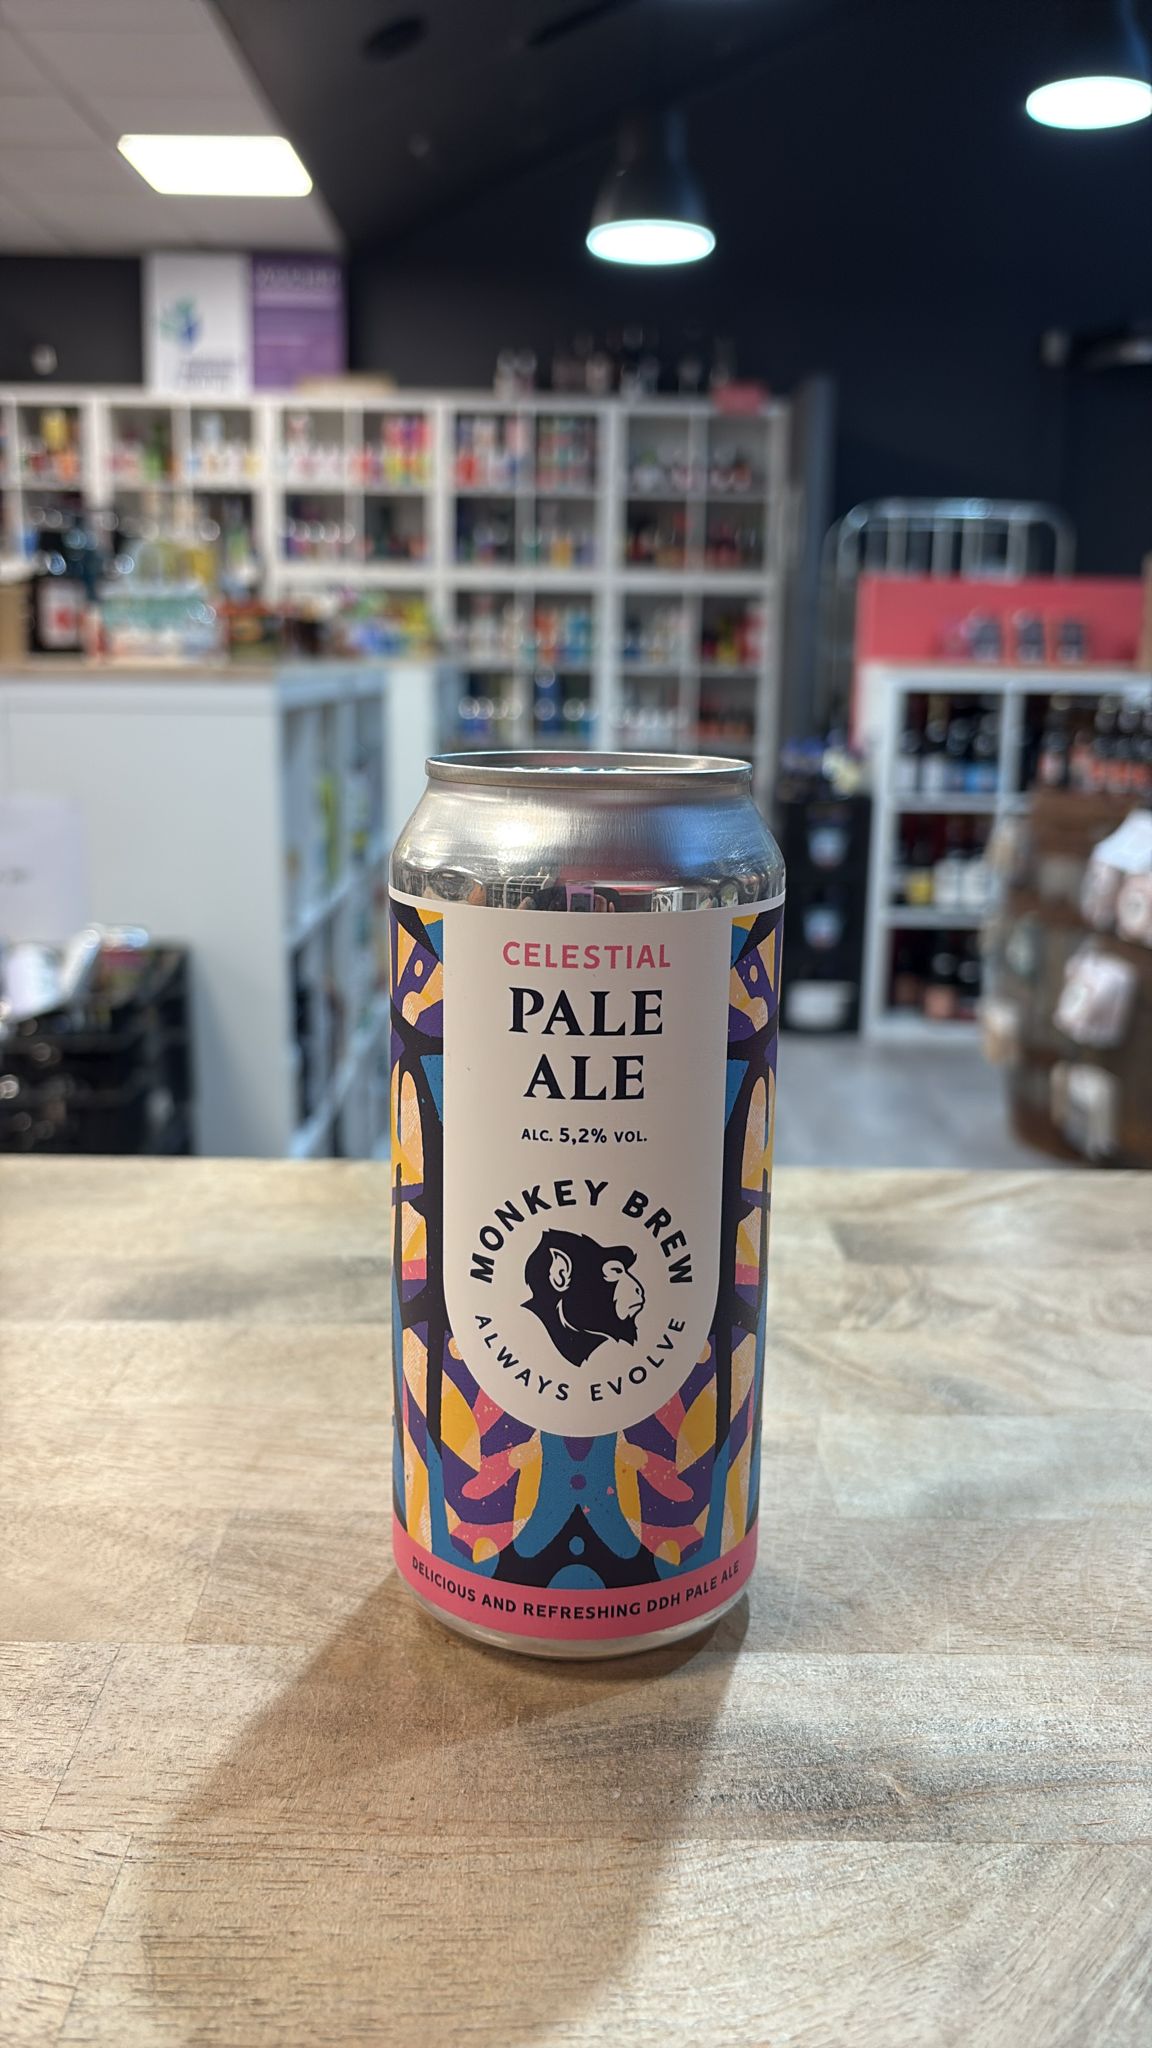 CELESTIAL
PALE
ALE
ALC. 5,2% VOL.
MONKEY BREW
ALWAYS EVOLVE
DELICIOUS AND REFRESHING DDH PALE ALE